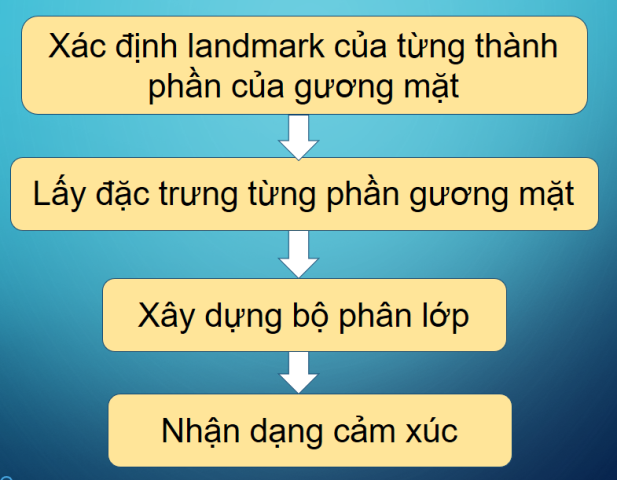 Xác định landmark của từng thành
phần của gương mặt
Lấy đặc trưng từng phần gương mặt
Xây dựng bộ phân lớp
Nhận dạng cảm xúc